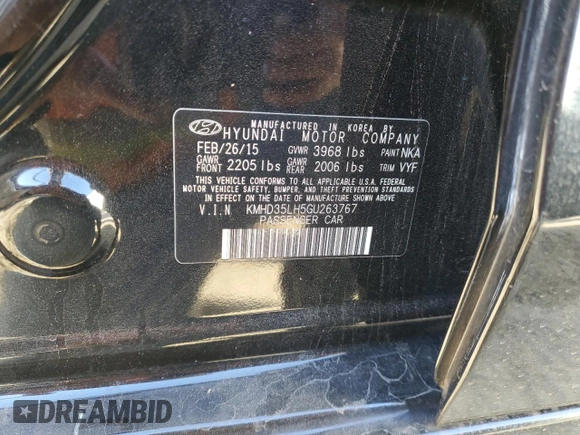 MANUFACTURED IN KOREA BY
HYUNDAI MOTOR COMPANY
FEB/26/15 GVWR 3968 lbs PAINT NKA
GAWR FRONT 2205 lbs GAWR REAR 2006 lbs TRIM VYF
THIS VEHICLE CONFORMS TO ALL APPLICABLE U.S.A. FEDERAL
MOTOR VEHICLE SAFETY, BUMPER, AND THEFT PREVENTION STANDARDS
IN EFFECT ON THE DATE OF MANUFACTURE SHOWN ABOVE.
V.I.N KMHD35LH5GU263767
PASSENGER CAR
DREAMBID